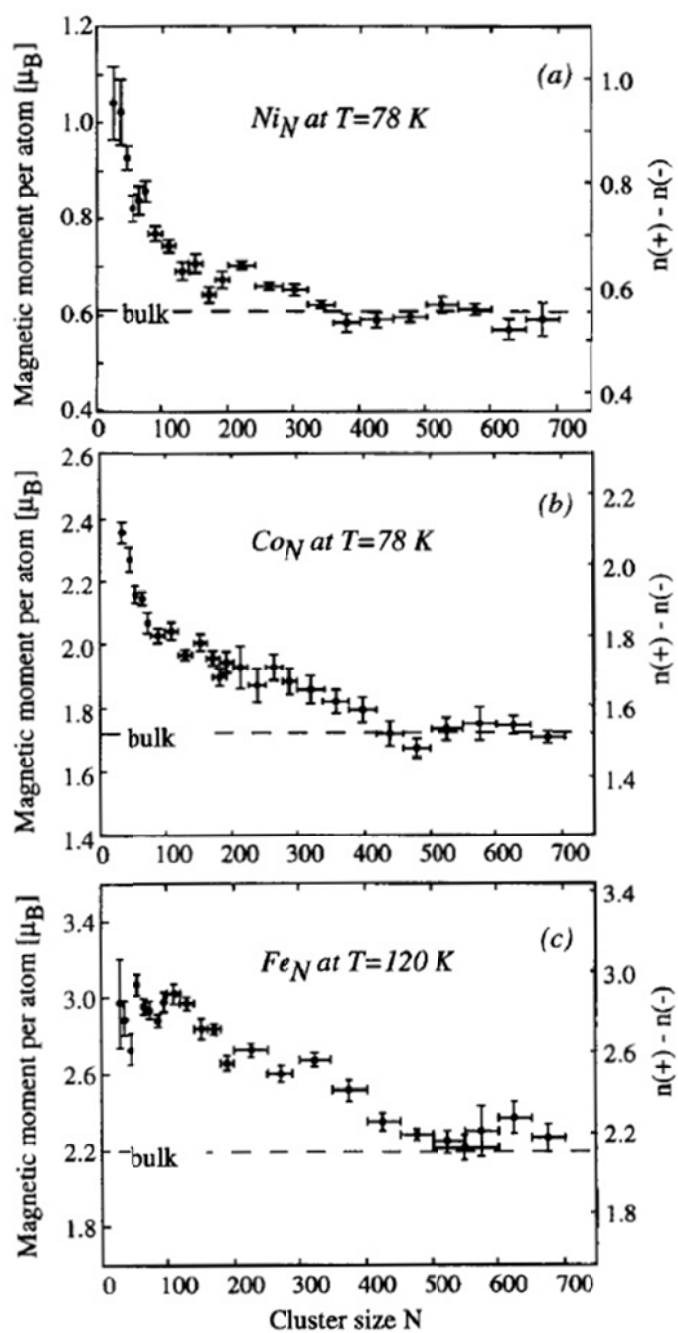 1.2
1.0
0.8
0.6
0.4
Magnetic moment per atom [μB]
(a)
NiN at T=78 K
bulk
1.0
0.8
0.6
0.4
n(+) - n(-)
0 100 200 300 400 500 600 700
2.6
2.4
2.2
2.0
1.8
1.6
1.4
Magnetic moment per atom [μB]
(b)
CoN at T=78 K
bulk
2.2
2.0
1.8
1.6
1.4
n(+) - n(-)
0 100 200 300 400 500 600 700
3.4
3.0
2.6
2.2
1.8
Magnetic moment per atom [μB]
(c)
FeN at T=120 K
bulk
3.4
3.0
2.6
2.2
1.8
n(+) - n(-)
0 100 200 300 400 500 600 700
Cluster size N